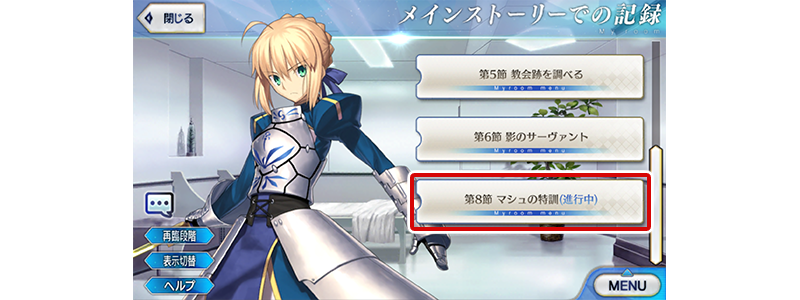 閉じる
メインストーリーでの記録
My room
第5節 教会跡を調べる
Myroom menu
第6節 影のサーヴァント
Myroom menu
第8節 マシュの特訓(進行中)
Myroom menu
再臨段階
表示切替
ヘルプ
MENU